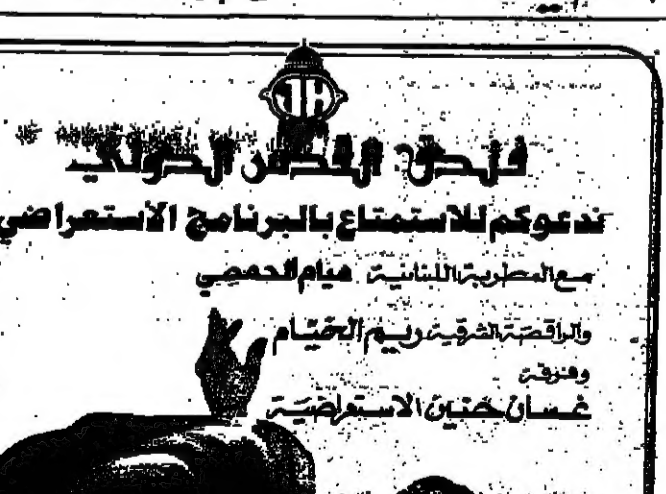 فندق القدس الدولي
ندعوكم للاستمتاع بالبرنامج الاستعراضي
مع المطربة اللبنانية هيام الحمصي
والراقصة الشرقية ريم الخيام
وفرقة
غسان حنين الاستعراضية